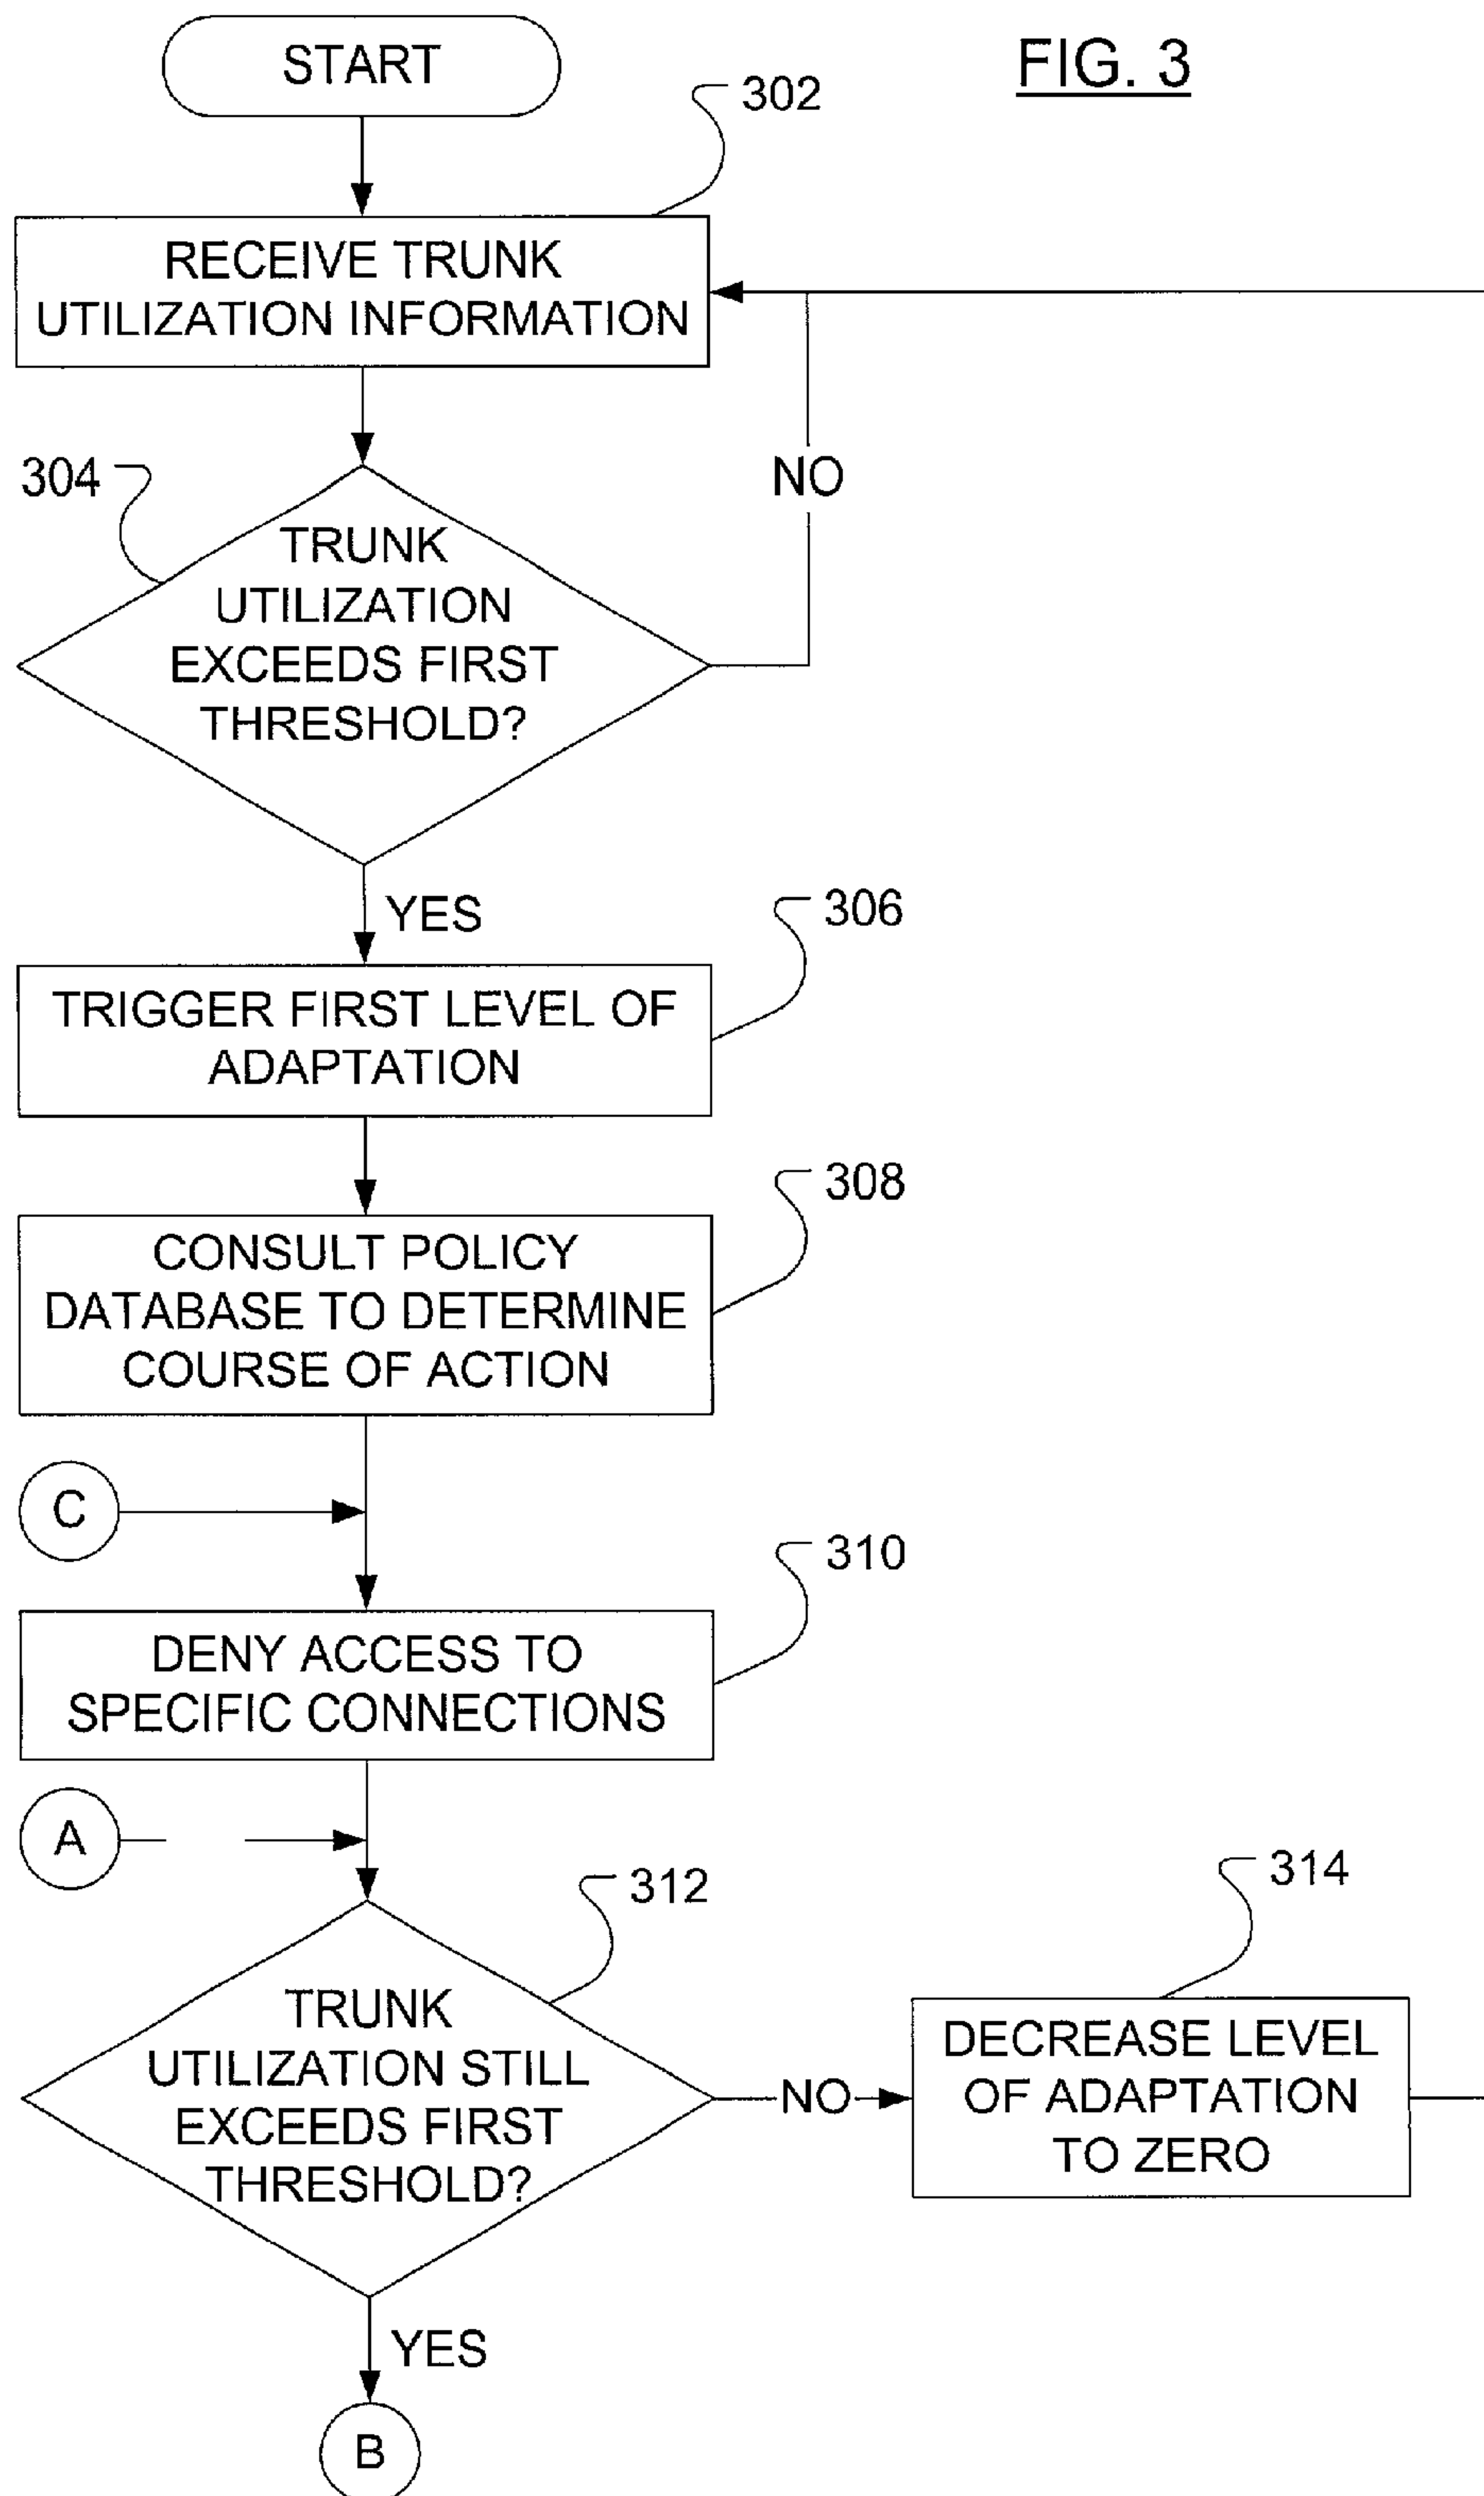 START
FIG. 3
302
RECEIVE TRUNK
UTILIZATION INFORMATION
304
NO
TRUNK
UTILIZATION
EXCEEDS FIRST
THRESHOLD?
YES
306
TRIGGER FIRST LEVEL OF
ADAPTATION
308
CONSULT POLICY
DATABASE TO DETERMINE
COURSE OF ACTION
C
310
DENY ACCESS TO
SPECIFIC CONNECTIONS
A
312
314
TRUNK
UTILIZATION STILL
EXCEEDS FIRST
THRESHOLD?
NO
DECREASE LEVEL
OF ADAPTATION
TO ZERO
YES
B